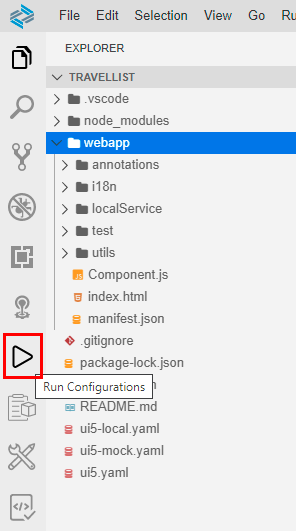 File Edit Selection View Go Ru
EXPLORER
TRAVELLIST
.vscode
node_modules
webapp
annotations
i18n
localService
test
utils
Component.js
index.html
manifest.json
.gitignore
package-lock.json
Run Configurations
README.md
ui5-local.yaml
ui5-mock.yaml
ui5.yaml